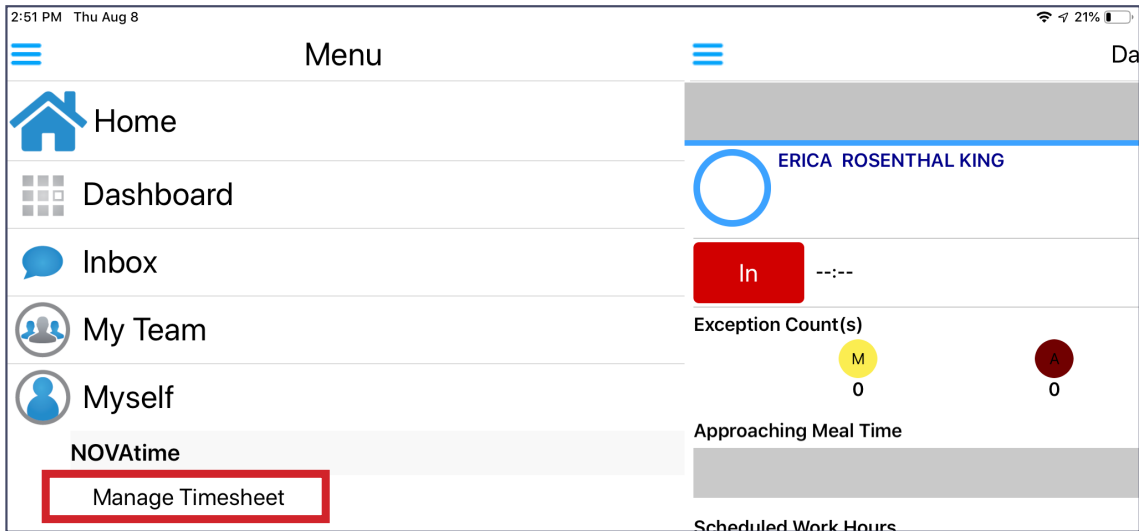 2:51 PM Thu Aug 8
21%
Menu
Home
Dashboard
Inbox
My Team
Myself
NOVAtime
Manage Timesheet
Da
ERICA ROSENTHAL KING
In --:--
Exception Count(s)
M A
0 0
Approaching Meal Time
Scheduled Work Hours